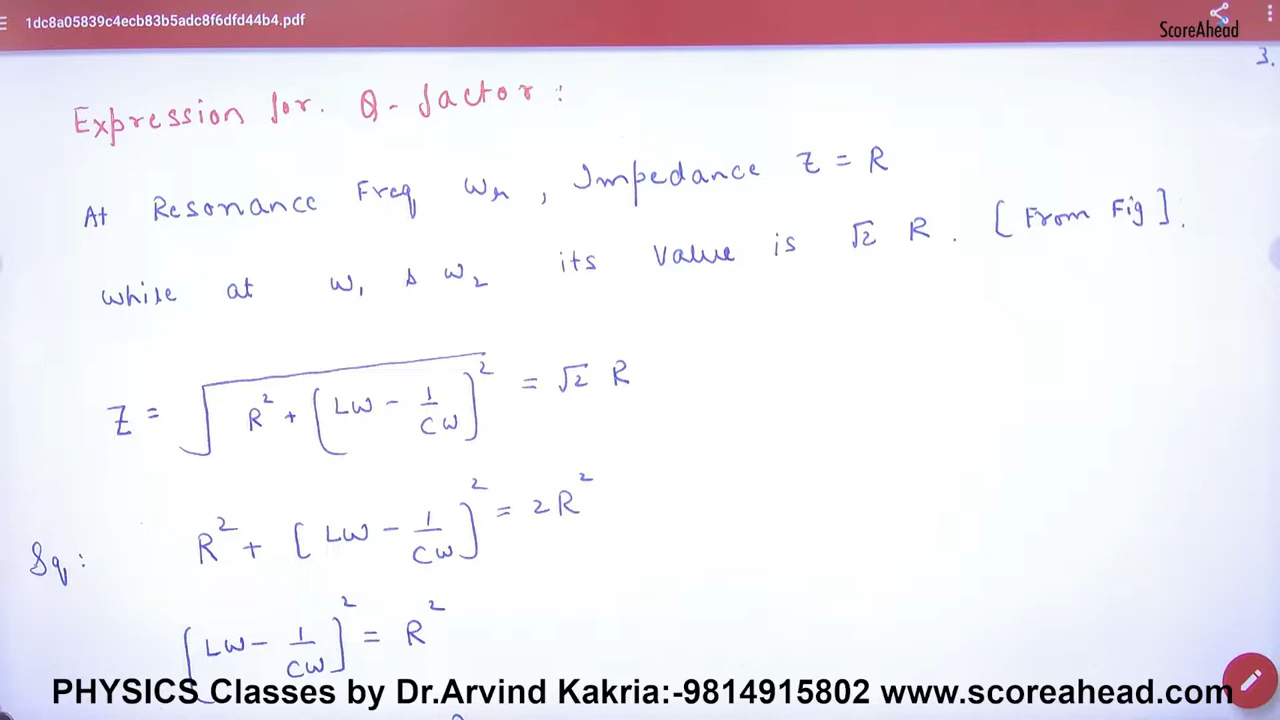 1dc8a05839c4ecb83b5adc8f6dfd44b4.pdf
ScoreAhead
3.
Expression for. Q-factor:
At Resonance Freq ωr, Impedance Z = R
While at ω1 & ω2 its Value is √2 R. [From Fig].
Z = √(R² + [Lω - 1/Cω]²) = √2 R
Sq: R² + [Lω - 1/Cω]² = 2R²
[Lω - 1/Cω]² = R²
PHYSICS Classes by Dr.Arvind Kakria:-9814915802 www.scoreahead.com